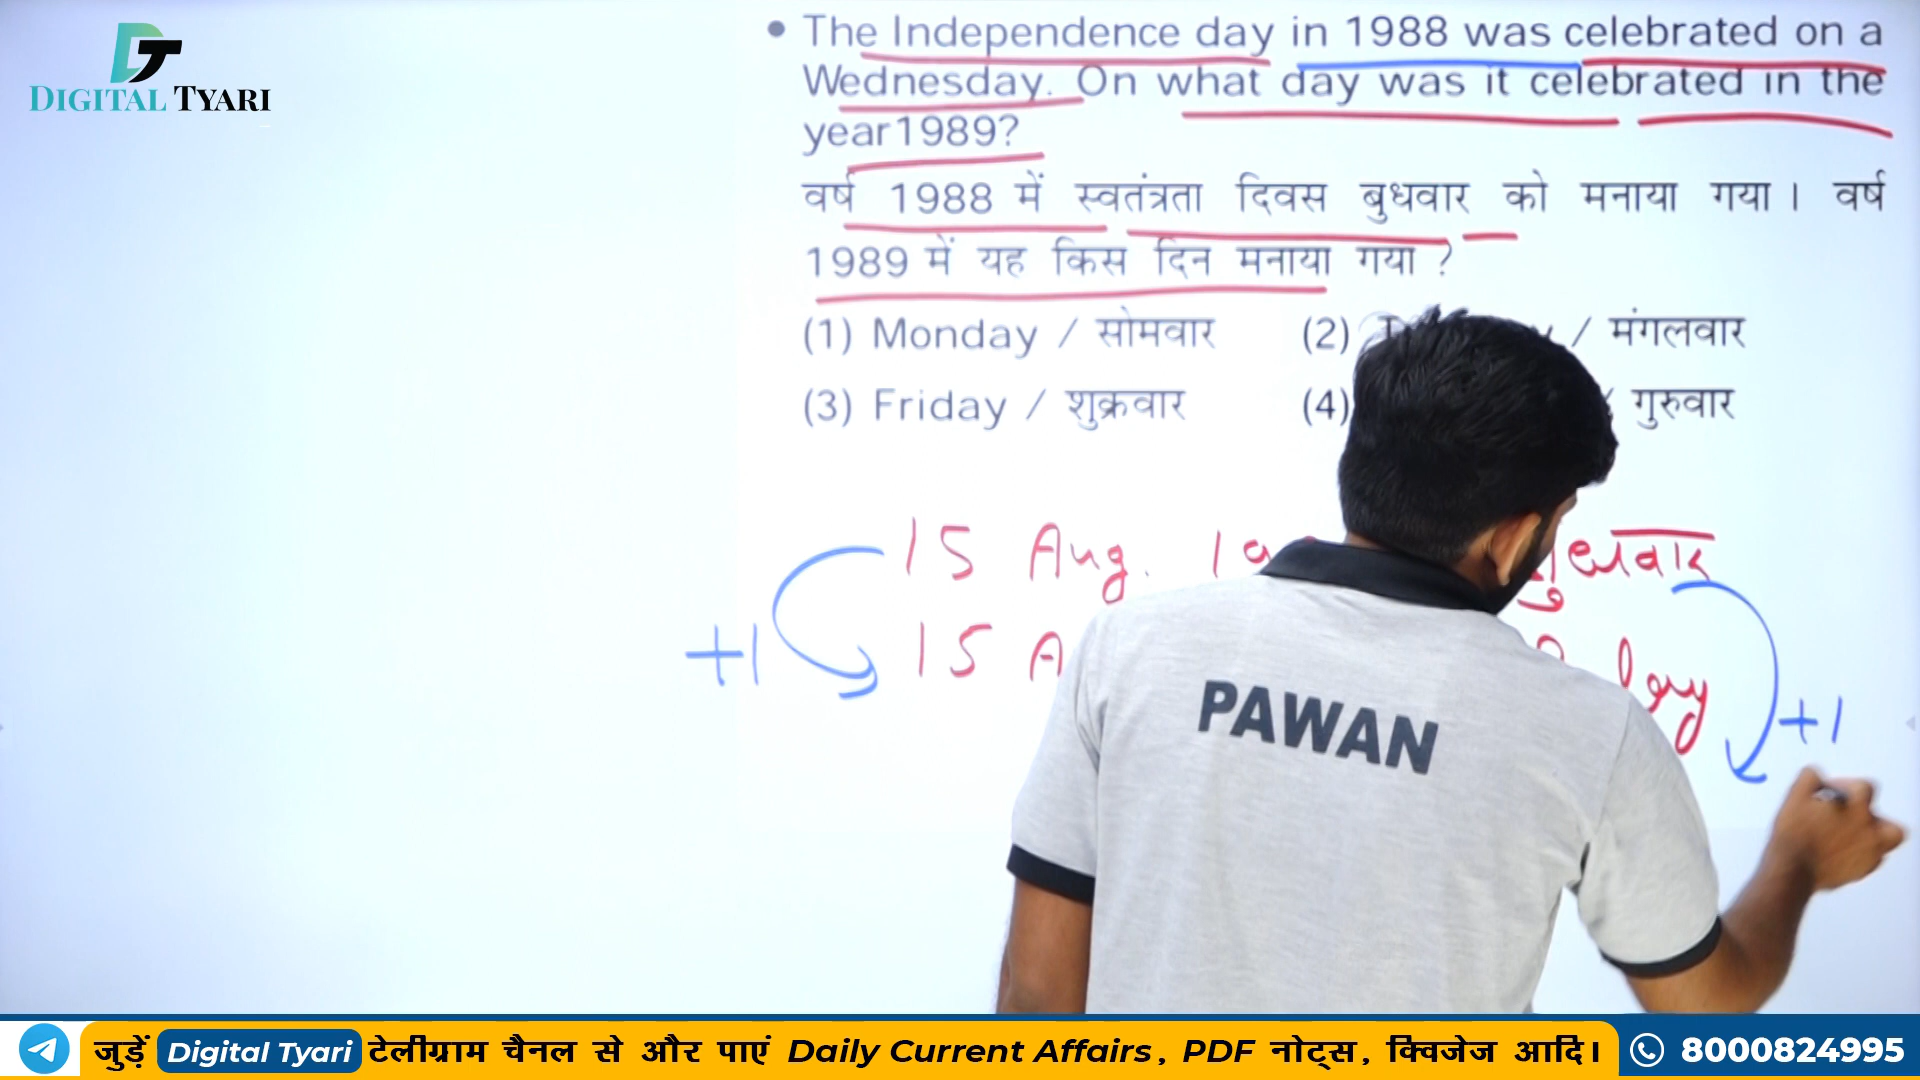 DT
DIGITAL TYARI
• The Independence day in 1988 was celebrated on a
Wednesday. On what day was it celebrated in the
year1989?
वर्ष 1988 में स्वतंत्रता दिवस बुधवार को मनाया गया। वर्ष
1989 में यह किस दिन मनाया गया ?
(1) Monday / सोमवार (2) / मंगलवार
(3) Friday / शुक्रवार (4) / गुरुवार
15 Aug. बुधवार
15 A
+1
+1
PAWAN
जुड़ें Digital Tyari टेलीग्राम चैनल से और पाएं Daily Current Affairs, PDF नोट्स, क्विजेज आदि। 8000824995